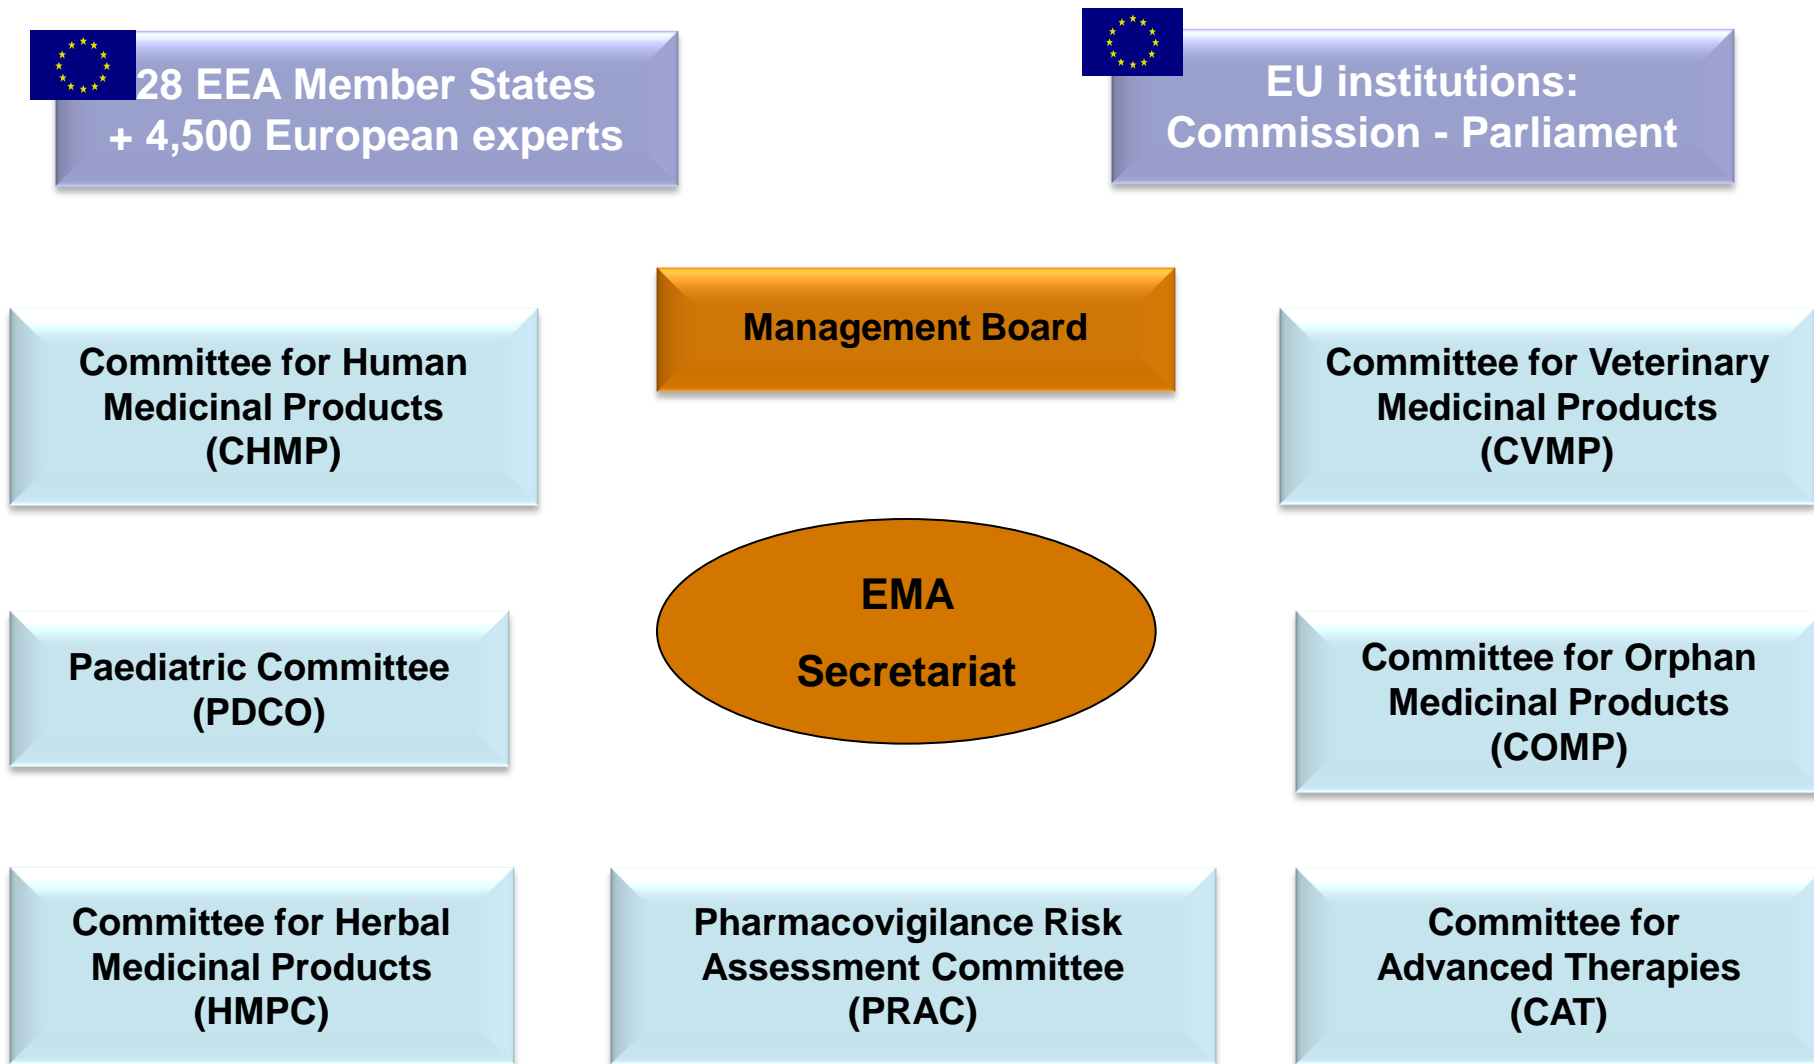 28 EEA Member States
+ 4,500 European experts
EU institutions:
Commission - Parliament
Management Board
Committee for Human
Medicinal Products
(CHMP)
Committee for Veterinary
Medicinal Products
(CVMP)
EMA
Secretariat
Paediatric Committee
(PDCO)
Committee for Orphan
Medicinal Products
(COMP)
Committee for Herbal
Medicinal Products
(HMPC)
Pharmacovigilance Risk
Assessment Committee
(PRAC)
Committee for
Advanced Therapies
(CAT)